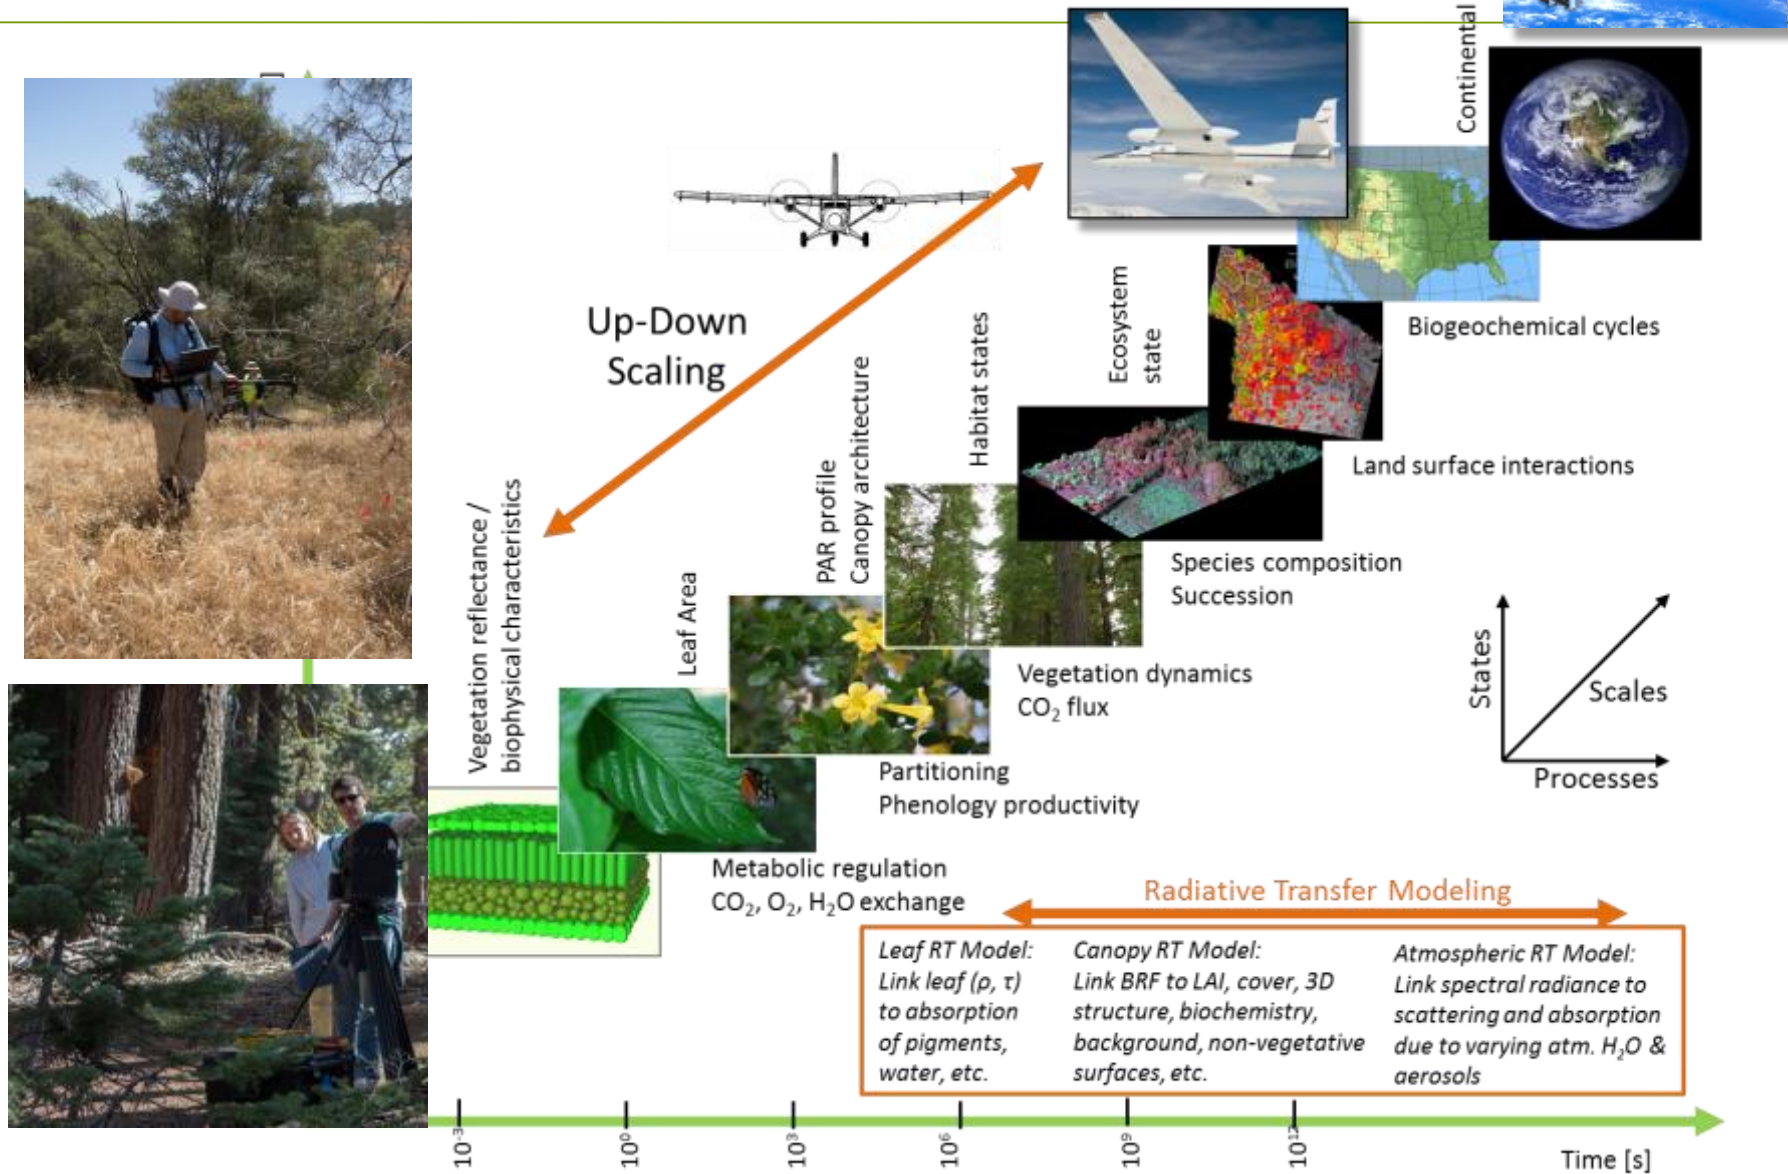 Continental
Up-Down
Scaling
Ecosystem
state
Biogeochemical cycles
Habitat states
Land surface interactions
PAR profile
Canopy architecture
Species composition
Succession
Vegetation reflectance /
biophysical characteristics
Leaf Area
Vegetation dynamics
CO₂ flux
States
Scales
Processes
Partitioning
Phenology productivity
Metabolic regulation
CO₂, O₂, H₂O exchange
Radiative Transfer Modeling
Leaf RT Model:
Link leaf (ρ, τ)
to absorption
of pigments,
water, etc.
Canopy RT Model:
Link BRF to LAI, cover, 3D
structure, biochemistry,
background, non-vegetative
surfaces, etc.
Atmospheric RT Model:
Link spectral radiance to
scattering and absorption
due to varying atm. H₂O &
aerosols
10⁻³
10⁰
10³
10⁶
10⁹
10¹²
Time [s]